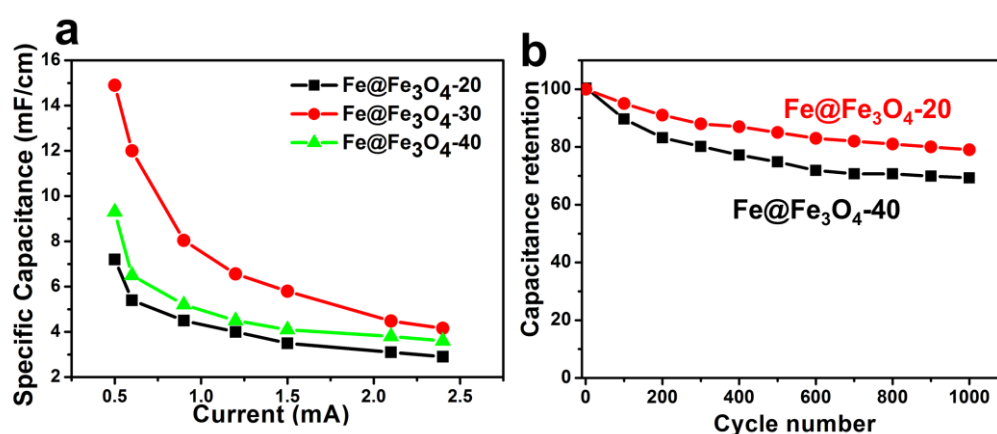 a
Specific Capacitance (mF/cm)
16
14
12
10
8
6
4
2
Fe@Fe₃O₄-20
Fe@Fe₃O₄-30
Fe@Fe₃O₄-40
0.5
1.0
1.5
2.0
2.5
Current (mA)
b
Capacitance retention
100
80
60
40
20
0
Fe@Fe₃O₄-20
Fe@Fe₃O₄-40
0
200
400
600
800
1000
Cycle number